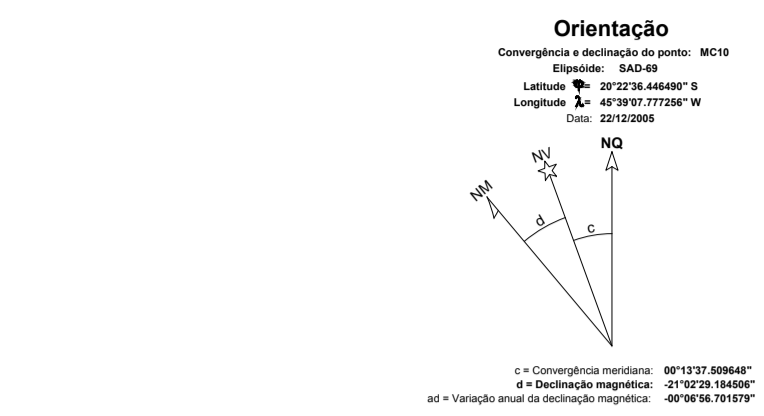 Orientação
Convergência e declinação do ponto: MC10
Elipsóide: SAD-69
Latitude φ= 20°22'36.446490" S
Longitude λ= 45°39'07.777256" W
Data: 22/12/2005
NQ
NV
NM
d
c
c = Convergência meridiana: 00°13'37.509648"
d = Declinação magnética: -21°02'29.184506"
ad = Variação anual da declinação magnética: -00°06'56.701579"